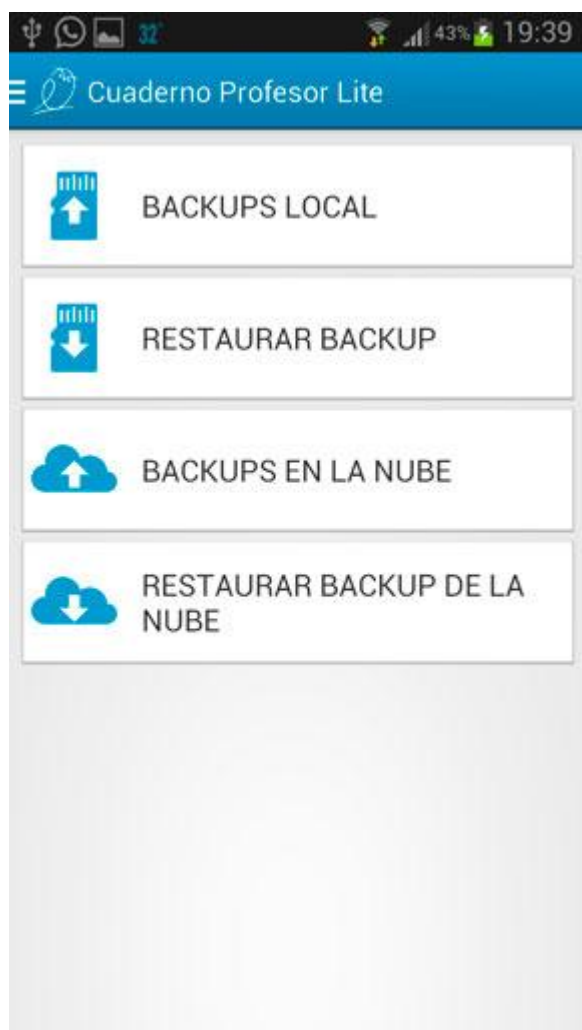 32° 43% 19:39
Cuaderno Profesor Lite
BACKUPS LOCAL
RESTAURAR BACKUP
BACKUPS EN LA NUBE
RESTAURAR BACKUP DE LA
NUBE